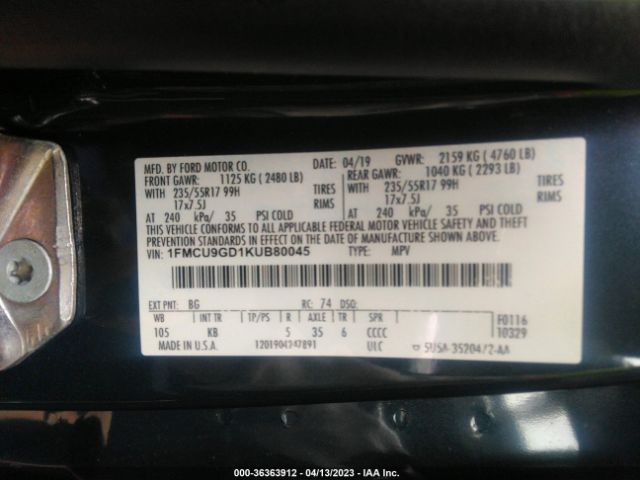 MFD. BY FORD MOTOR CO. DATE: 04/19 GVWR: 2159 KG ( 4760 LB)
FRONT GAWR: 1125 KG ( 2480 LB) REAR GAWR: 1040 KG ( 2293 LB)
WITH 235/55R17 99H TIRES WITH 235/55R17 99H TIRES
17x7.5J RIMS 17x7.5J RIMS
AT 240 kPa/ 35 PSI COLD AT 240 kPa/ 35 PSI COLD
THIS VEHICLE CONFORMS TO ALL APPLICABLE FEDERAL MOTOR VEHICLE SAFETY AND THEFT
PREVENTION STANDARDS IN EFFECT ON THE DATE OF MANUFACTURE SHOWN ABOVE.
VIN: 1FMCU9GD1KUB80045 TYPE: MPV
EXT PNT: BG RC: 74 DSO:
WB INT TR TP/PS R AXLE TR SPR F0116
105 KB 5 35 6 CCCC 10329
MADE IN U.S.A. ULC
000-36363912 - 04/13/2023 - IAA Inc.